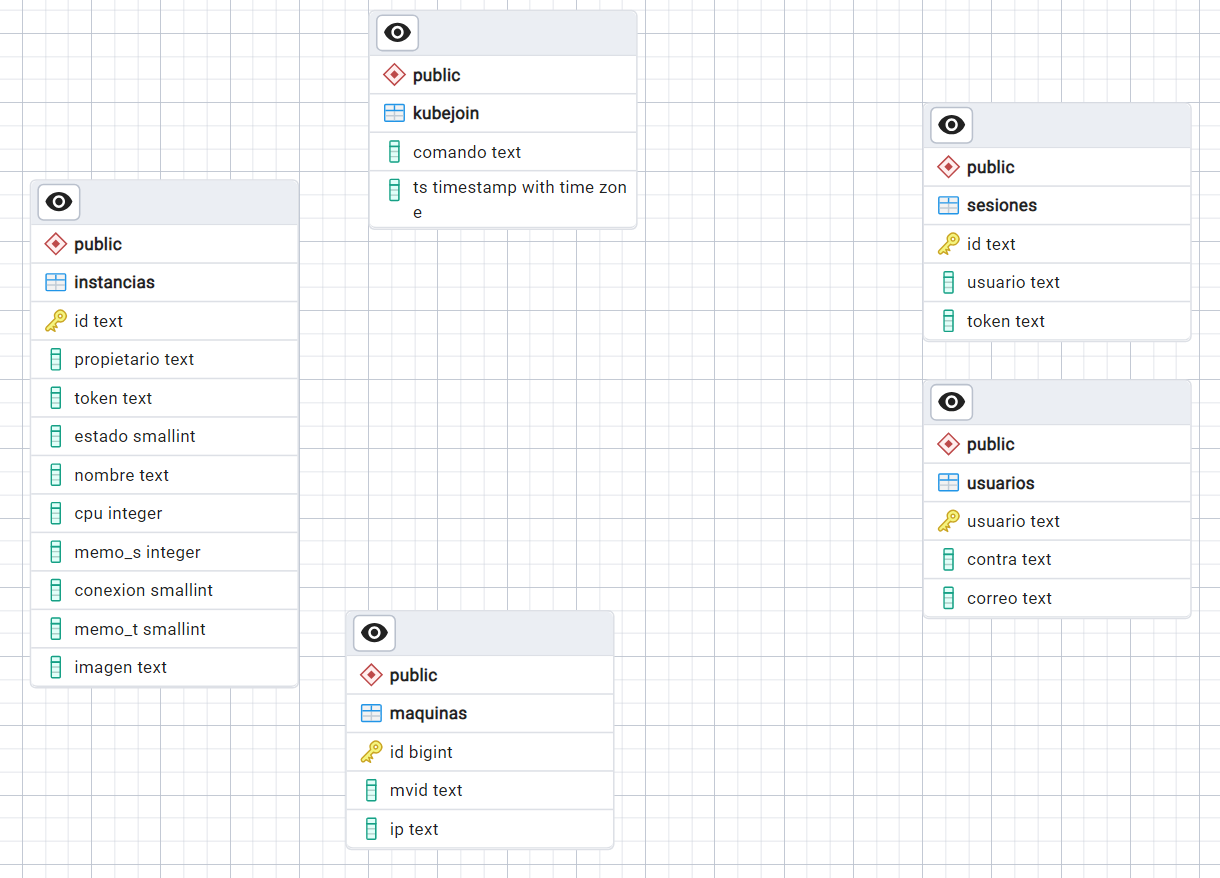 public
kubejoin
comando text
ts timestamp with time zon
e
public
instancias
id text
propietario text
token text
estado smallint
nombre text
cpu integer
memo_s integer
conexion smallint
memo_t smallint
imagen text
public
maquinas
id bigint
mvid text
ip text
public
sesiones
id text
usuario text
token text
public
usuarios
usuario text
contra text
correo text